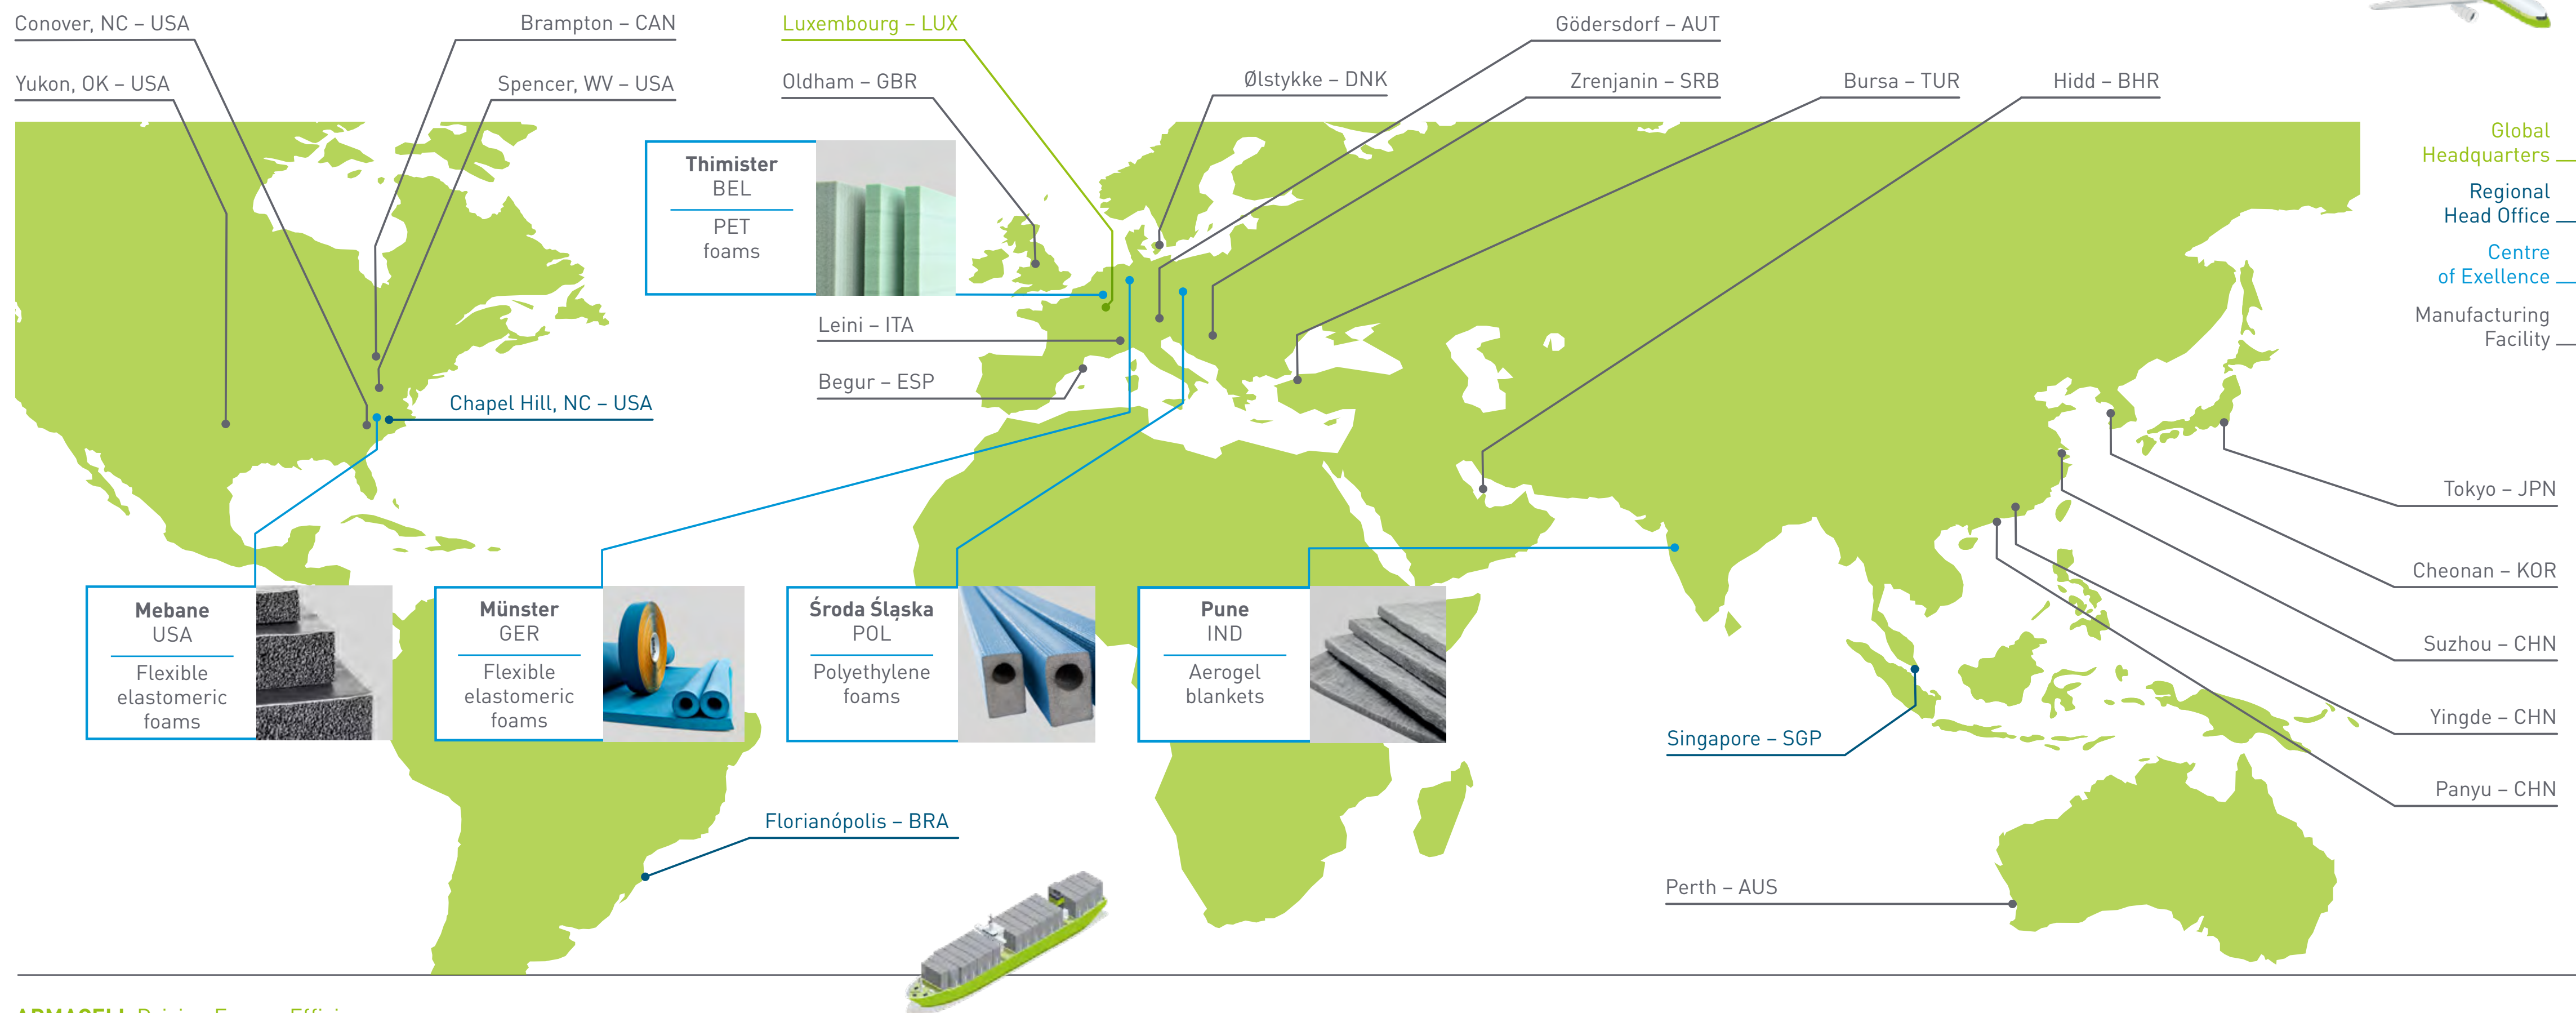 Conover, NC – USA
Brampton – CAN
Luxembourg – LUX
Gödersdorf – AUT
Yukon, OK – USA
Spencer, WV – USA
Oldham – GBR
Ølstykke – DNK
Zrenjanin – SRB
Bursa – TUR
Hidd – BHR
Global
Headquarters
Regional
Head Office
Centre
of Exellence
Manufacturing
Facility
Thimister
BEL
PET
foams
Leini – ITA
Begur – ESP
Chapel Hill, NC – USA
Tokyo – JPN
Cheonan – KOR
Suzhou – CHN
Yingde – CHN
Panyu – CHN
Mebane
USA
Flexible
elastomeric
foams
Münster
GER
Flexible
elastomeric
foams
Środa Śląska
POL
Polyethylene
foams
Pune
IND
Aerogel
blankets
Singapore – SGP
Florianópolis – BRA
Perth – AUS